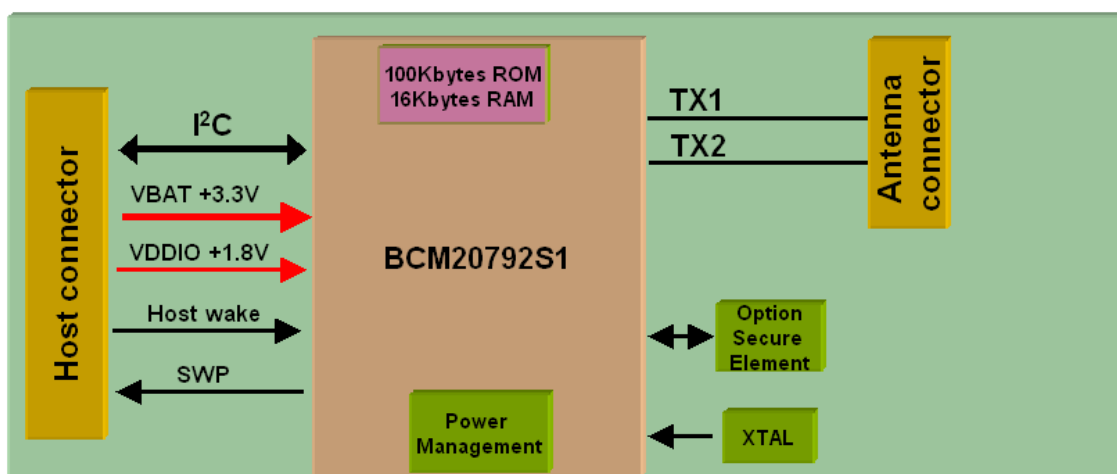 Host connector
I²C
VBAT +3.3V
VDDIO +1.8V
Host wake
SWP
100Kbytes ROM
16Kbytes RAM
BCM20792S1
Power
Management
TX1
TX2
Antenna
connector
Option
Secure
Element
XTAL